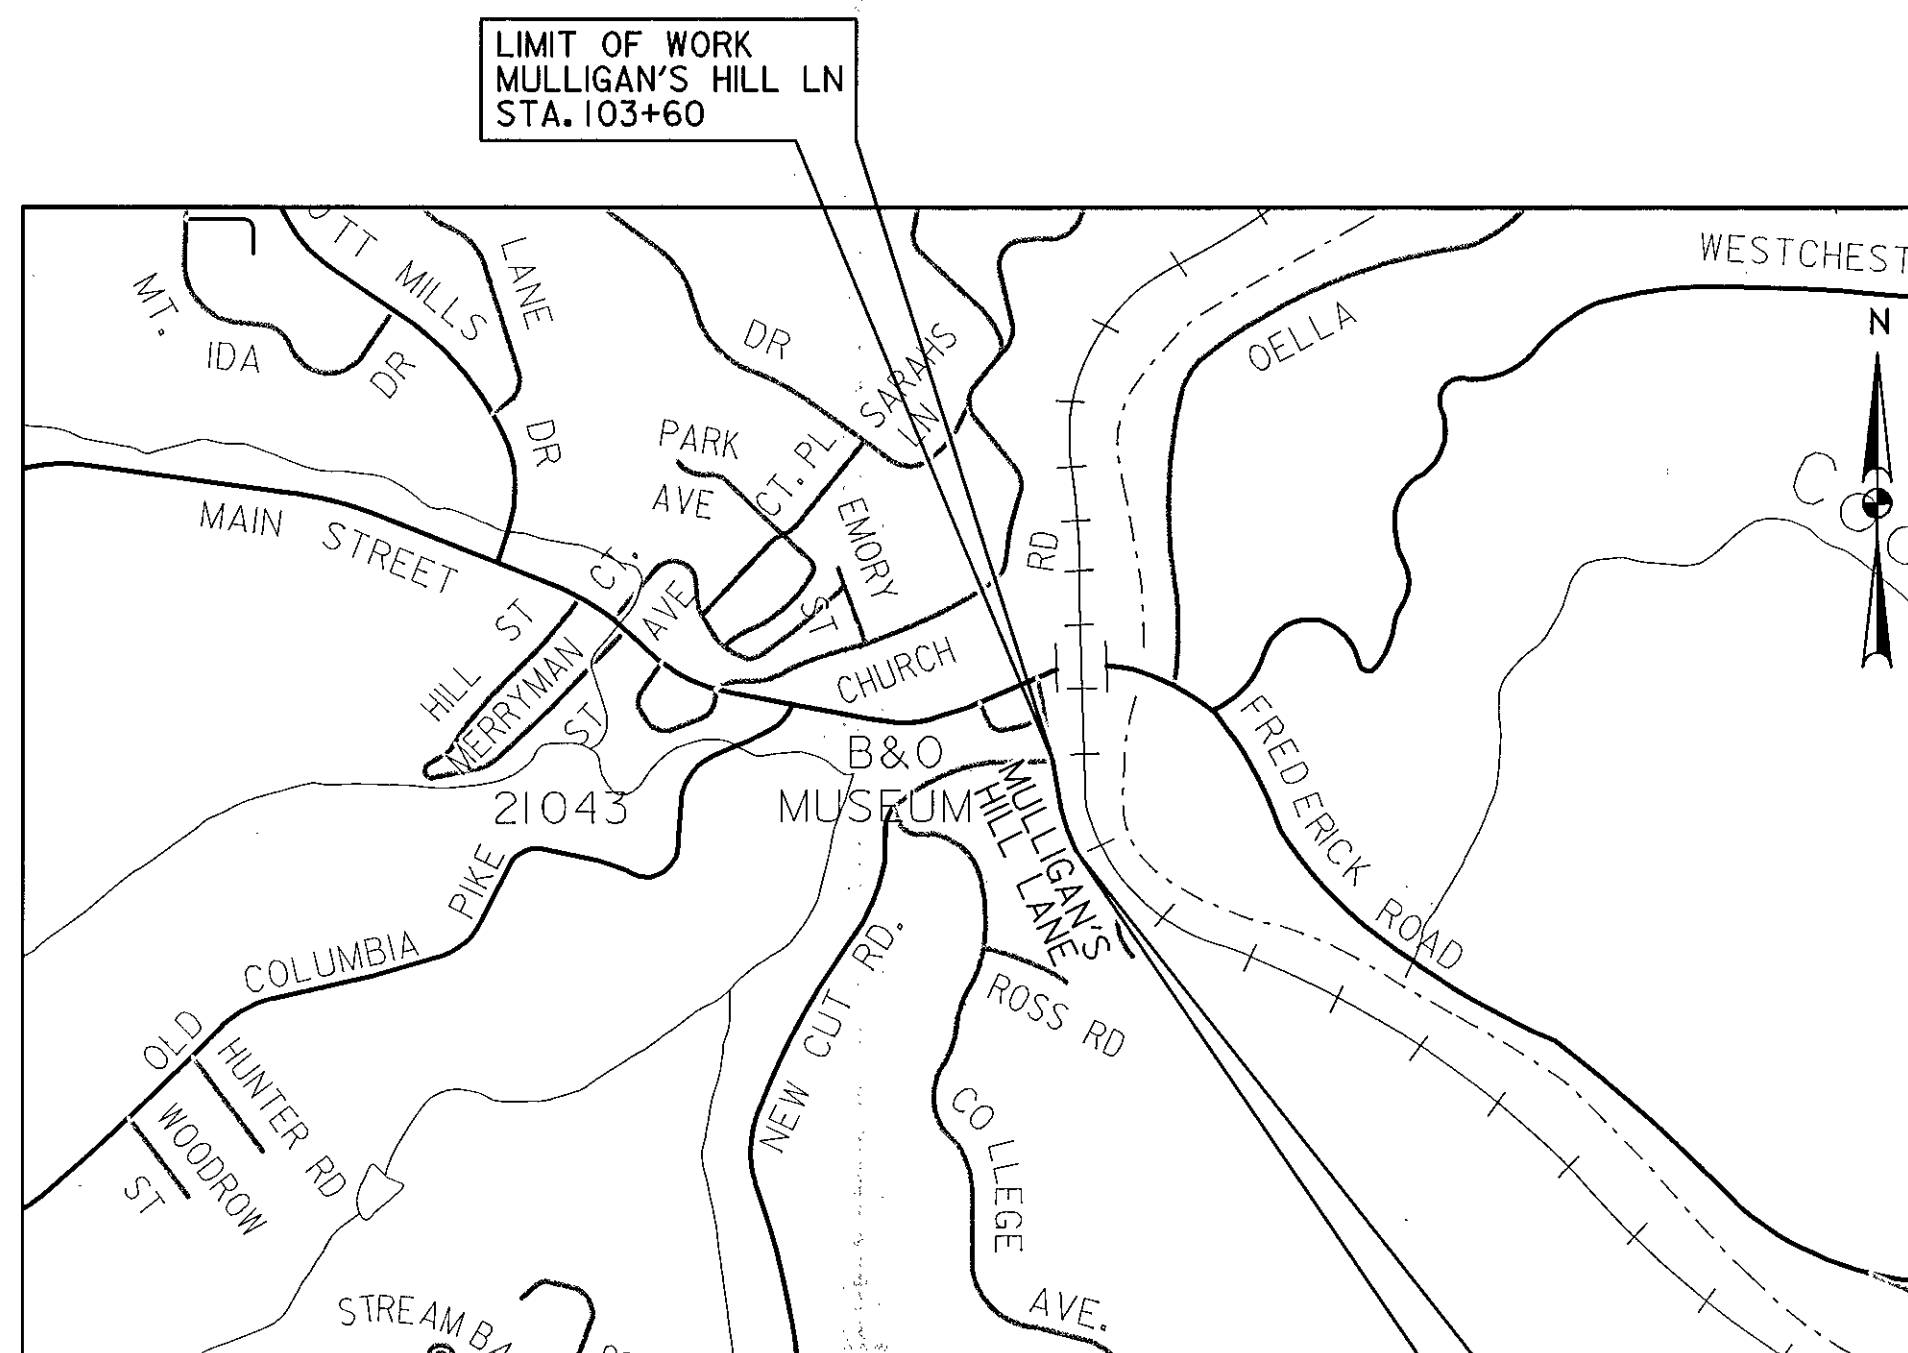 LIMIT OF WORK
MULLIGAN'S HILL LN
STA. 103+60
OTT MILLS
DR
LANE
MT.
IDA
DR
DR
SARAHS
LN
OELLA
WESTCHEST
N
PARK
AVE
CT. PL.
EMORY
ST
MAIN STREET
CT.
RD
HILL
ST
MERRYMAN
ST
AVE
CHURCH
B&O
MUSEUM
21043
MULLIGAN'S
HILL LANE
FREDERICK
ROAD
OLD
COLUMBIA
PIKE
NEW CUT RD.
ROSS RD
HUNTER RD
WOODROW
ST
COLLEGE
AVE.
STREAM BA